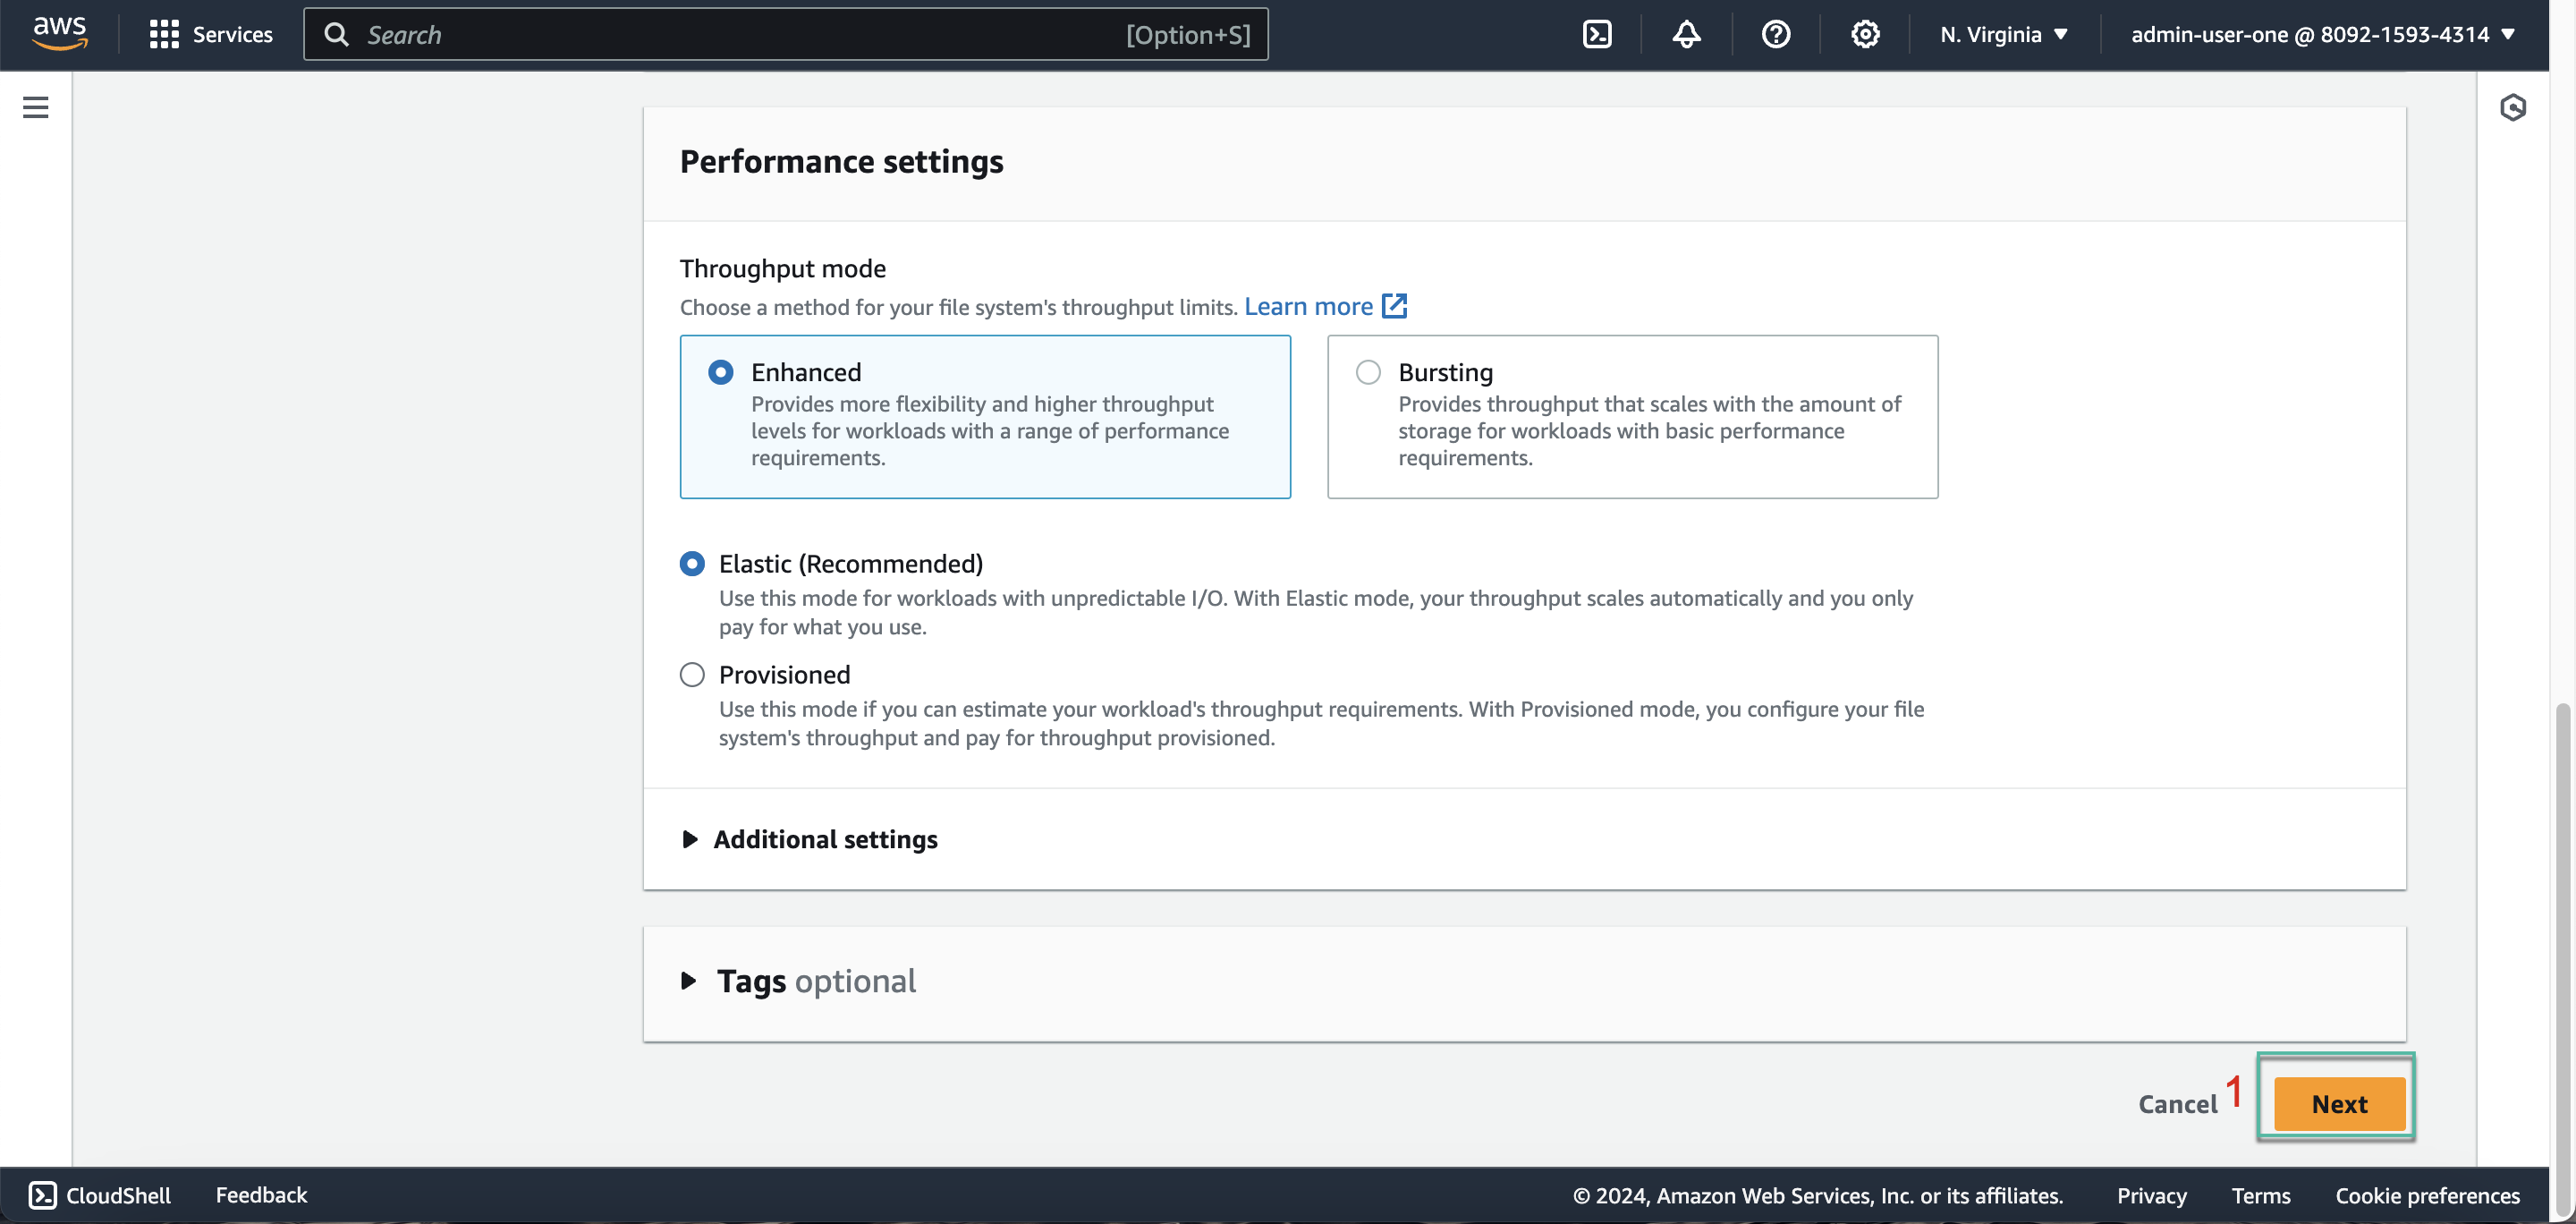 aws
Services
Search
[Option+S]
N. Virginia
admin-user-one @ 8092-1593-4314
Performance settings
Throughput mode
Choose a method for your file system's throughput limits. Learn more
Enhanced
Provides more flexibility and higher throughput
levels for workloads with a range of performance
requirements.
Bursting
Provides throughput that scales with the amount of
storage for workloads with basic performance
requirements.
Elastic (Recommended)
Use this mode for workloads with unpredictable I/O. With Elastic mode, your throughput scales automatically and you only
pay for what you use.
Provisioned
Use this mode if you can estimate your workload's throughput requirements. With Provisioned mode, you configure your file
system's throughput and pay for throughput provisioned.
Additional settings
Tags optional
Cancel
1
Next
CloudShell
Feedback
© 2024, Amazon Web Services, Inc. or its affiliates.
Privacy
Terms
Cookie preferences